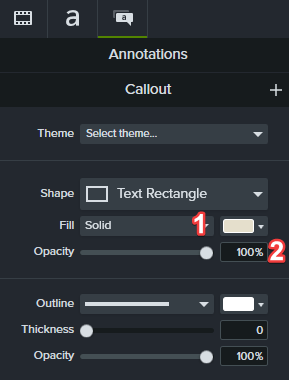 a a
Annotations
Callout +
Theme Select theme...
Shape Text Rectangle
Fill Solid 1
Opacity 100% 2
Outline
Thickness 0
Opacity 100%